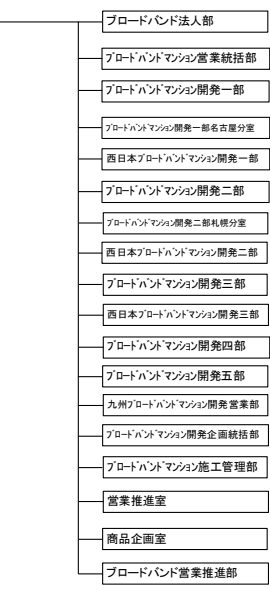 ブロードバンド法人部
ﾌﾞﾛｰﾄﾞﾊﾞﾝﾄﾞﾏﾝｼｮﾝ営業統括部
ﾌﾞﾛｰﾄﾞﾊﾞﾝﾄﾞﾏﾝｼｮﾝ開発一部
ﾌﾞﾛｰﾄﾞﾊﾞﾝﾄﾞﾏﾝｼｮﾝ開発一部名古屋分室
西日本ﾌﾞﾛｰﾄﾞﾊﾞﾝﾄﾞﾏﾝｼｮﾝ開発一部
ﾌﾞﾛｰﾄﾞﾊﾞﾝﾄﾞﾏﾝｼｮﾝ開発二部
ﾌﾞﾛｰﾄﾞﾊﾞﾝﾄﾞﾏﾝｼｮﾝ開発二部札幌分室
西日本ﾌﾞﾛｰﾄﾞﾊﾞﾝﾄﾞﾏﾝｼｮﾝ開発二部
ﾌﾞﾛｰﾄﾞﾊﾞﾝﾄﾞﾏﾝｼｮﾝ開発三部
西日本ﾌﾞﾛｰﾄﾞﾊﾞﾝﾄﾞﾏﾝｼｮﾝ開発三部
ﾌﾞﾛｰﾄﾞﾊﾞﾝﾄﾞﾏﾝｼｮﾝ開発四部
ﾌﾞﾛｰﾄﾞﾊﾞﾝﾄﾞﾏﾝｼｮﾝ開発五部
九州ﾌﾞﾛｰﾄﾞﾊﾞﾝﾄﾞﾏﾝｼｮﾝ開発営業部
ﾌﾞﾛｰﾄﾞﾊﾞﾝﾄﾞﾏﾝｼｮﾝ開発企画統括部
ﾌﾞﾛｰﾄﾞﾊﾞﾝﾄﾞﾏﾝｼｮﾝ施工管理部
営業推進室
商品企画室
ブロードバンド営業推進部